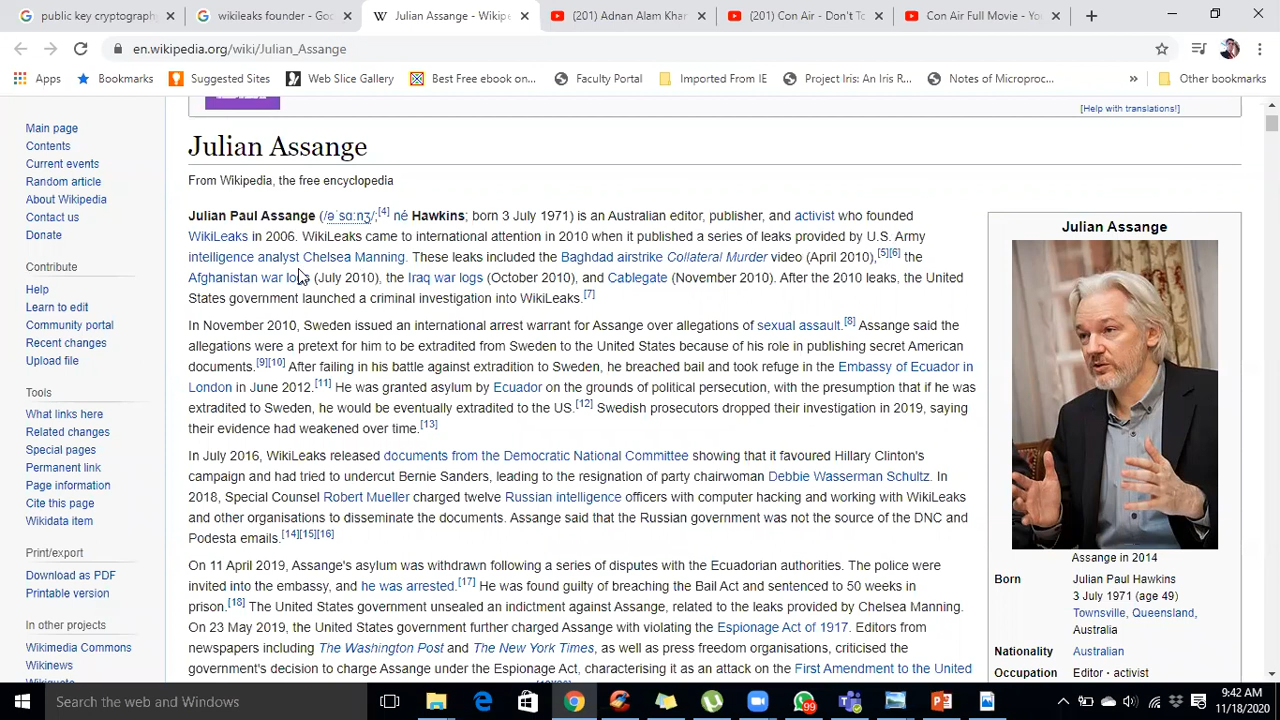 public key cryptograph
wikileaks founder - Goo
Julian Assange - Wikipe
(201) Adnan Alam Khan
(201) Con Air - Don't To
Con Air Full Movie - Yo
en.wikipedia.org/wiki/Julian_Assange
Apps
Bookmarks
Suggested Sites
Web Slice Gallery
Best Free ebook on...
Faculty Portal
Imported From IE
Project Iris: An Iris R...
Notes of Microproc...
»
Other bookmarks
[Help with translations!]
Main page
Contents
Current events
Random article
About Wikipedia
Contact us
Donate
Contribute
Help
Learn to edit
Community portal
Recent changes
Upload file
Tools
What links here
Related changes
Special pages
Permanent link
Page information
Cite this page
Wikidata item
Print/export
Download as PDF
Printable version
In other projects
Wikimedia Commons
Wikinews
Wikiquote
Julian Assange
From Wikipedia, the free encyclopedia
Julian Paul Assange (/əˈsɑːnʒ/;[4] né Hawkins; born 3 July 1971) is an Australian editor, publisher, and activist who founded
WikiLeaks in 2006. WikiLeaks came to international attention in 2010 when it published a series of leaks provided by U.S. Army
intelligence analyst Chelsea Manning. These leaks included the Baghdad airstrike Collateral Murder video (April 2010),[5][6] the
Afghanistan war logs (July 2010), the Iraq war logs (October 2010), and Cablegate (November 2010). After the 2010 leaks, the United
States government launched a criminal investigation into WikiLeaks.[7]
In November 2010, Sweden issued an international arrest warrant for Assange over allegations of sexual assault.[8] Assange said the
allegations were a pretext for him to be extradited from Sweden to the United States because of his role in publishing secret American
documents.[9][10] After failing in his battle against extradition to Sweden, he breached bail and took refuge in the Embassy of Ecuador in
London in June 2012.[11] He was granted asylum by Ecuador on the grounds of political persecution, with the presumption that if he was
extradited to Sweden, he would be eventually extradited to the US.[12] Swedish prosecutors dropped their investigation in 2019, saying
their evidence had weakened over time.[13]
In July 2016, WikiLeaks released documents from the Democratic National Committee showing that it favoured Hillary Clinton's
campaign and had tried to undercut Bernie Sanders, leading to the resignation of party chairwoman Debbie Wasserman Schultz. In
2018, Special Counsel Robert Mueller charged twelve Russian intelligence officers with computer hacking and working with WikiLeaks
and other organisations to disseminate the documents. Assange said that the Russian government was not the source of the DNC and
Podesta emails.[14][15][16]
On 11 April 2019, Assange's asylum was withdrawn following a series of disputes with the Ecuadorian authorities. The police were
invited into the embassy, and he was arrested.[17] He was found guilty of breaching the Bail Act and sentenced to 50 weeks in
prison.[18] The United States government unsealed an indictment against Assange, related to the leaks provided by Chelsea Manning.
On 23 May 2019, the United States government further charged Assange with violating the Espionage Act of 1917. Editors from
newspapers including The Washington Post and The New York Times, as well as press freedom organisations, criticised the
government's decision to charge Assange under the Espionage Act, characterising it as an attack on the First Amendment to the United
Julian Assange
Assange in 2014
Born
Julian Paul Hawkins
3 July 1971 (age 49)
Townsville, Queensland,
Australia
Nationality Australian
Occupation Editor · activist
Search the web and Windows
99
9:42 AM
11/18/2020